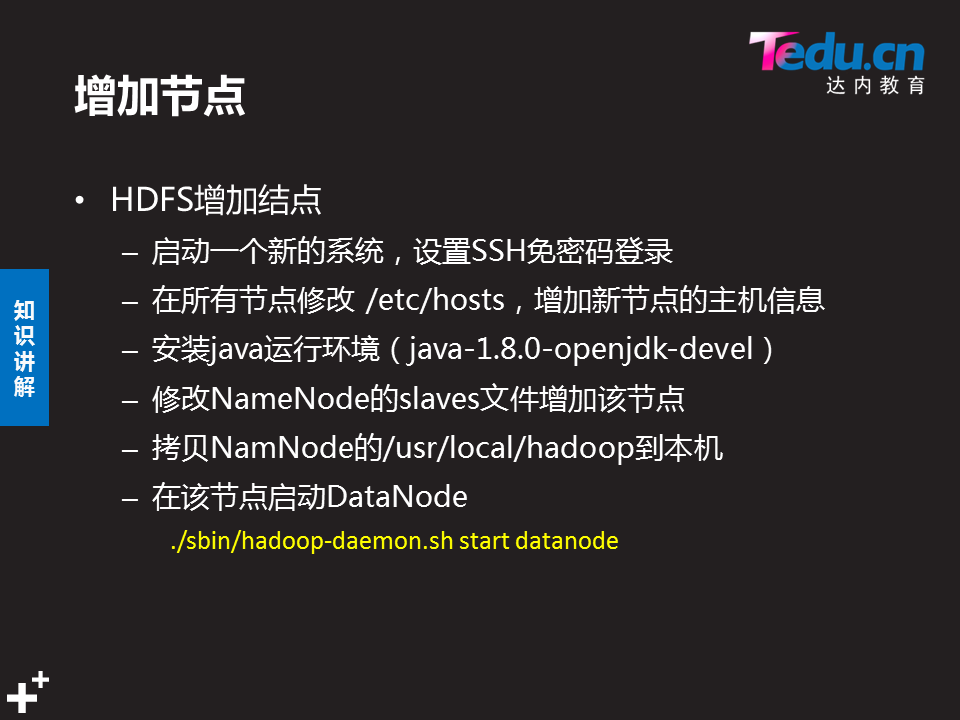 Tedu.cn
达内教育
增加节点
• HDFS增加结点
– 启动一个新的系统，设置SSH免密码登录
– 在所有节点修改 /etc/hosts，增加新节点的主机信息
– 安装java运行环境（java-1.8.0-openjdk-devel）
– 修改NameNode的slaves文件增加该节点
– 拷贝NamNode的/usr/local/hadoop到本机
– 在该节点启动DataNode
./sbin/hadoop-daemon.sh start datanode
知
识
讲
解